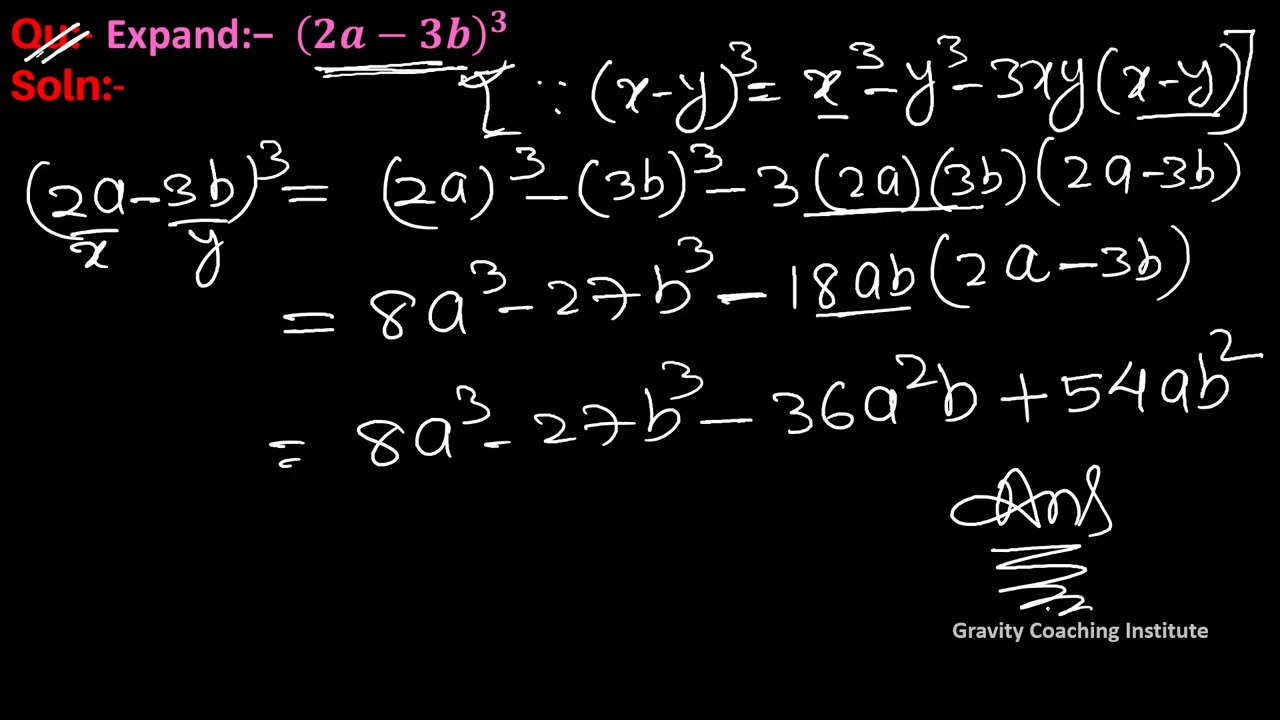 Qu:- Expand:– (2a − 3b)³
Soln:-
[∵ (x-y)³ = x³ - y³ - 3xy(x-y)]
(2a-3b)³ = (2a)³ - (3b)³ - 3(2a)(3b)(2a-3b)
x y
= 8a³ - 27b³ - 18ab(2a-3b)
= 8a³ - 27b³ - 36a²b + 54ab²
Ans
Gravity Coaching Institute